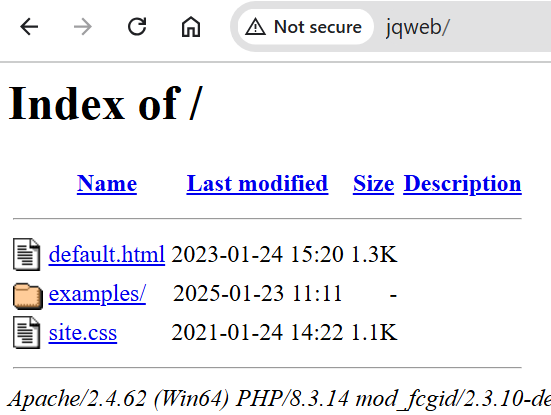 Not secure jqweb/
Index of /
Name Last modified Size Description
default.html 2023-01-24 15:20 1.3K
examples/ 2025-01-23 11:11 -
site.css 2021-01-24 14:22 1.1K
Apache/2.4.62 (Win64) PHP/8.3.14 mod_fcgid/2.3.10-de